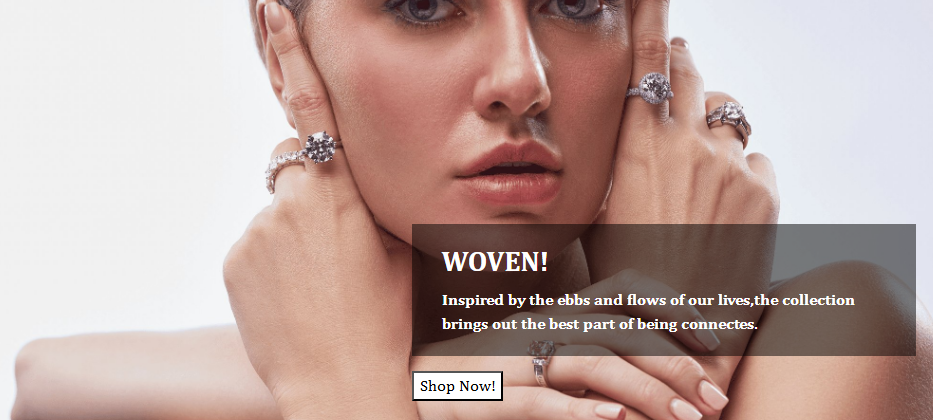 WOVEN!
Inspired by the ebbs and flows of our lives,the collection
brings out the best part of being connectes.
Shop Now!